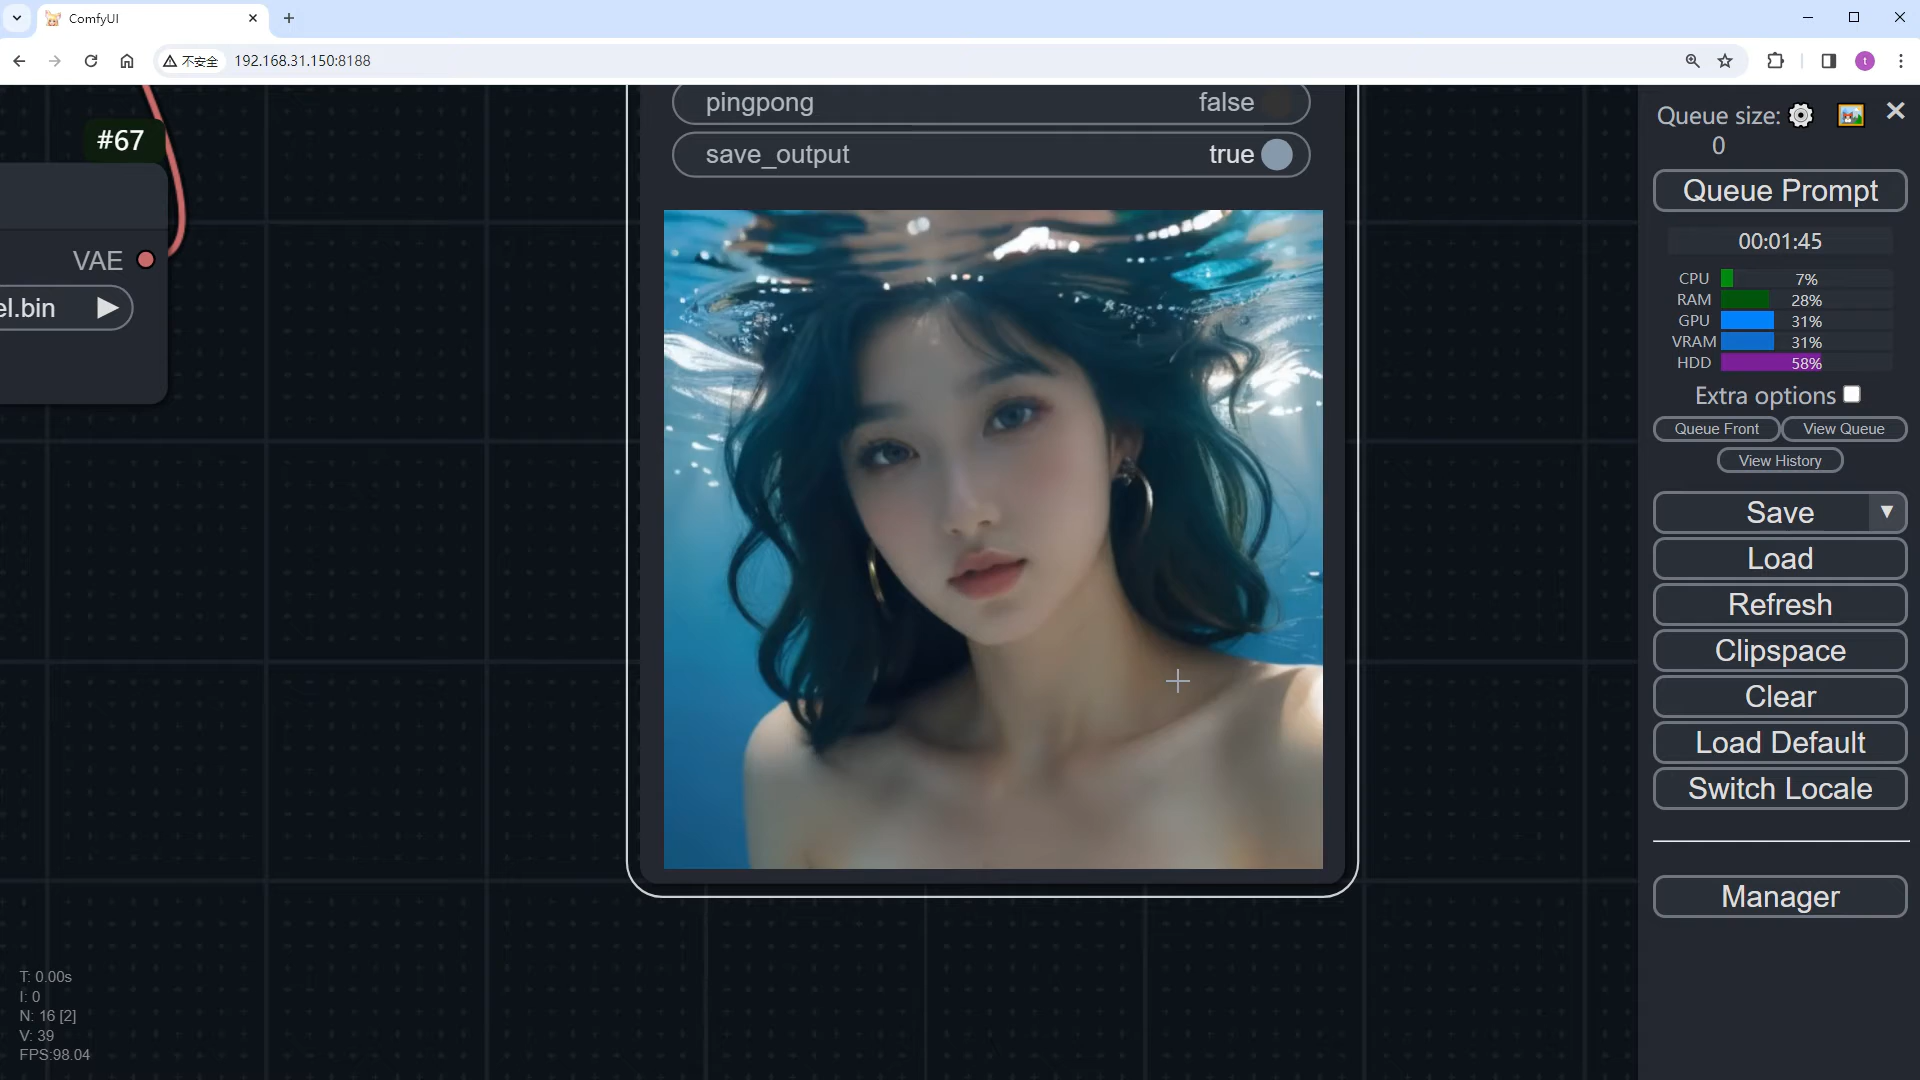 ComfyUI
不安全
192.168.31.150:8188
t
#67
VAE
el.bin
pingpong false
save_output true
Queue size:
0
Queue Prompt
00:01:45
CPU 7%
RAM 28%
GPU 31%
VRAM 31%
HDD 58%
Extra options
Queue Front View Queue
View History
Save
Load
Refresh
Clipspace
Clear
Load Default
Switch Locale
Manager
T: 0.00s
I: 0
N: 16 [2]
V: 39
FPS:98.04